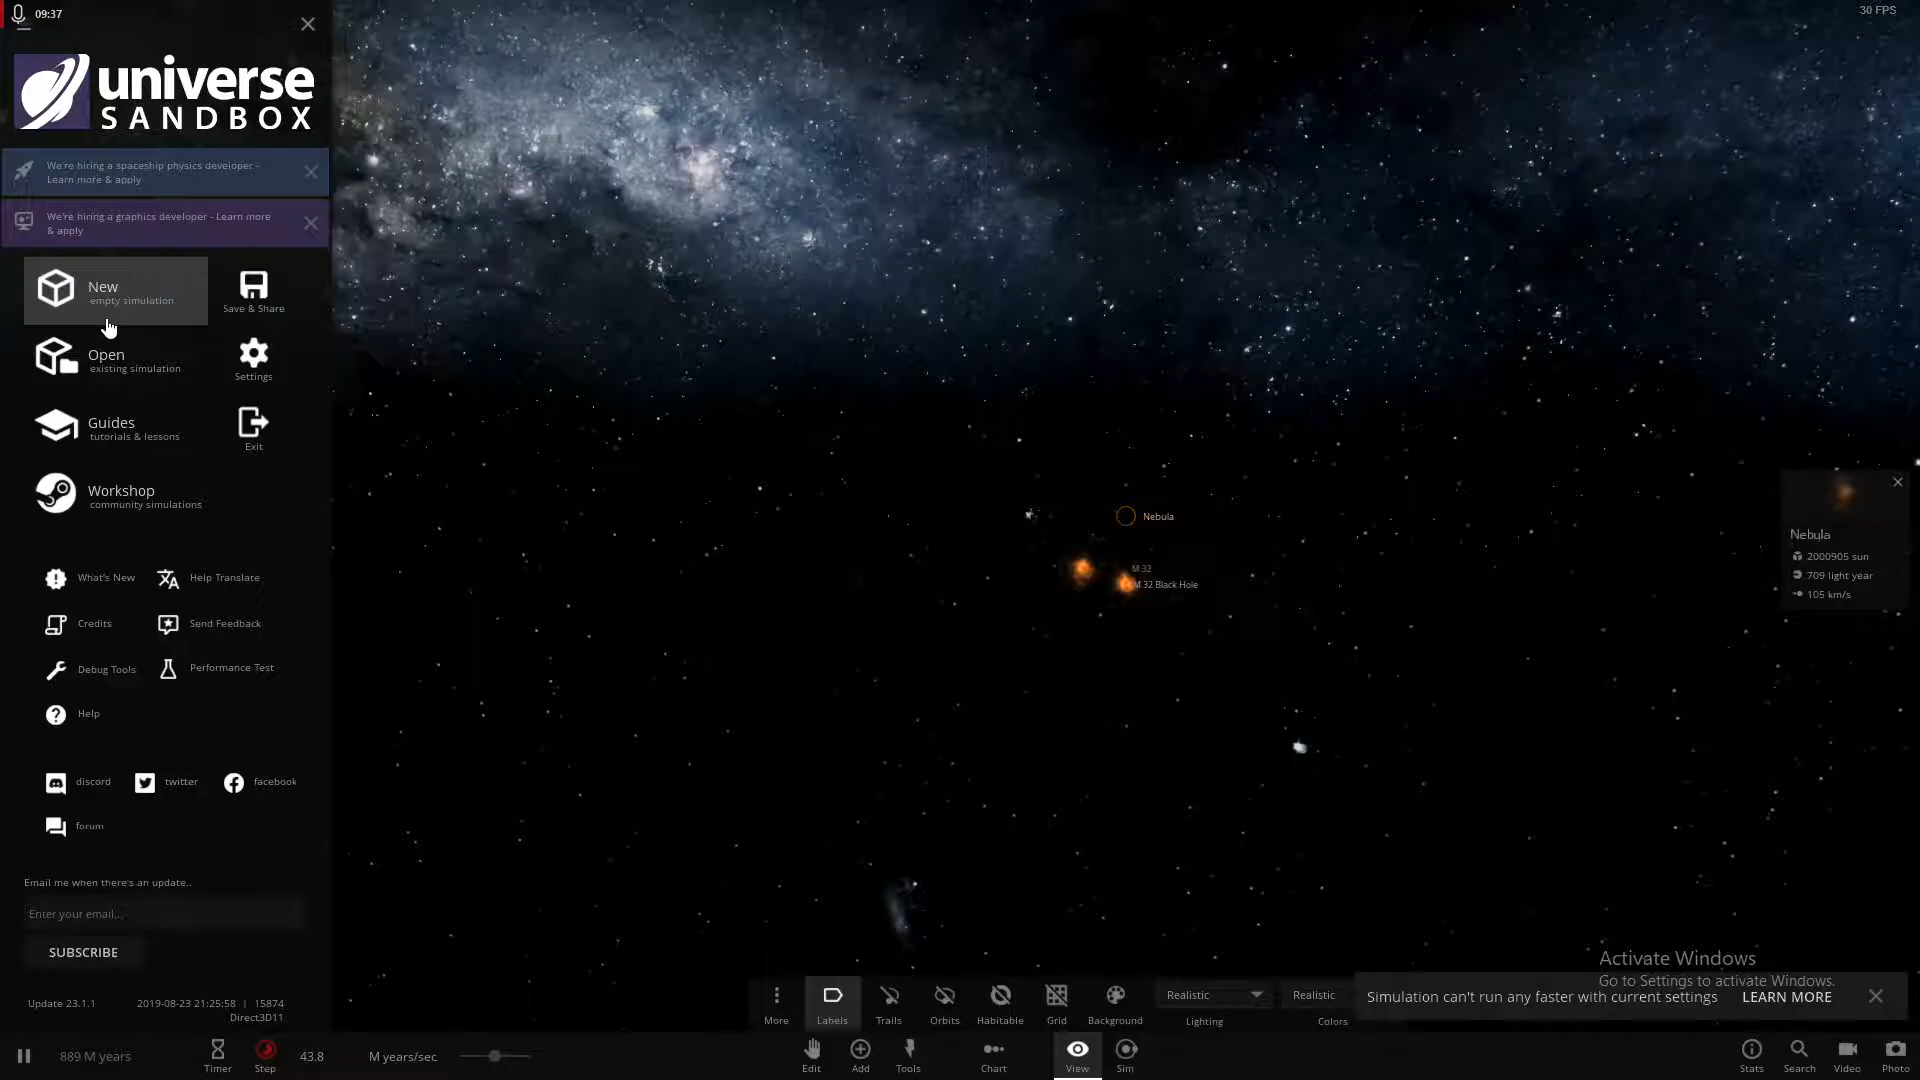 09:37
30 FPS
universe
SANDBOX
We're hiring a spaceship physics developer -
Learn more & apply
We're hiring a graphics developer - Learn more
& apply
New
empty simulation
Save & Share
Open
existing simulation
Settings
Guides
tutorials & lessons
Exit
Workshop
community simulations
What's New
Help Translate
Credits
Send Feedback
Debug Tools
Performance Test
Help
discord
twitter
facebook
forum
Email me when there's an update..
Enter your email...
SUBSCRIBE
Update 23.1.1
2019-08-23 21:25:58 | 15874
Direct3D11
Nebula
M 32
M 32 Black Hole
Nebula
2000905 sun
709 light year
105 km/s
Activate Windows
Go to Settings to activate Windows.
Simulation can't run any faster with current settings LEARN MORE
More
Labels
Trails
Orbits
Habitable
Grid
Background
Realistic
Lighting
Realistic
Colors
889 M years
Timer
Step
43.8
M years/sec
Edit
Add
Tools
Chart
View
Sim
Stats
Search
Video
Photo